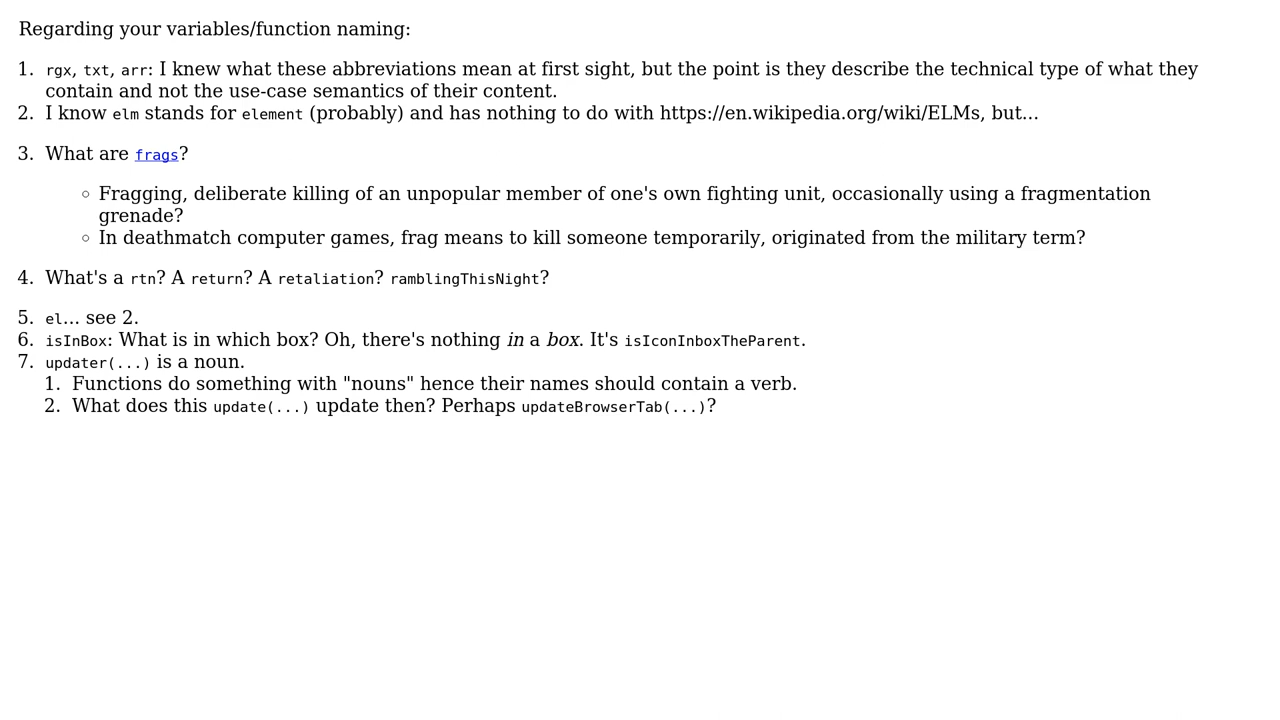 Regarding your variables/function naming:
1. rgx, txt, arr: I knew what these abbreviations mean at first sight, but the point is they describe the technical type of what they
contain and not the use-case semantics of their content.
2. I know elm stands for element (probably) and has nothing to do with https://en.wikipedia.org/wiki/ELMs, but...
3. What are frags?
◦ Fragging, deliberate killing of an unpopular member of one's own fighting unit, occasionally using a fragmentation
grenade?
◦ In deathmatch computer games, frag means to kill someone temporarily, originated from the military term?
4. What's a rtn? A return? A retaliation? ramblingThisNight?
5. el... see 2.
6. isInBox: What is in which box? Oh, there's nothing in a box. It's isIconInboxTheParent.
7. updater(...) is a noun.
1. Functions do something with "nouns" hence their names should contain a verb.
2. What does this update(...) update then? Perhaps updateBrowserTab(...)?